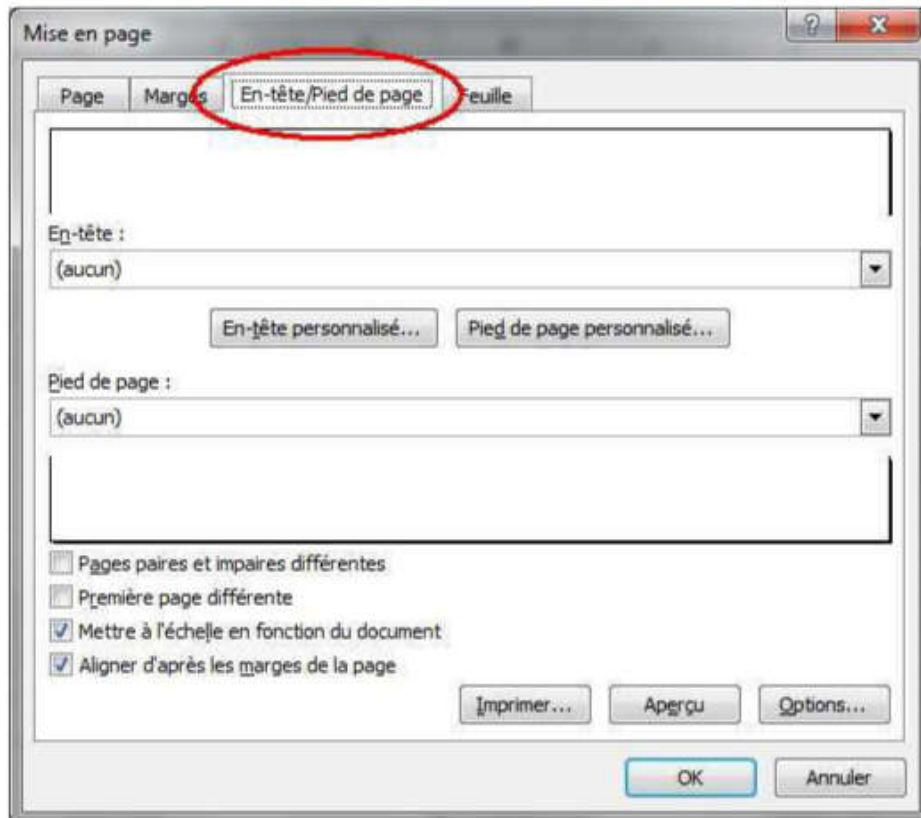 Mise en page
Page Marges En-tête/Pied de page Feuille
En-tête :
(aucun)
En-tête personnalisé... Pied de page personnalisé...
Pied de page :
(aucun)
Pages paires et impaires différentes
Première page différente
Mettre à l'échelle en fonction du document
Aligner d'après les marges de la page
Imprimer... Aperçu Options...
OK Annuler